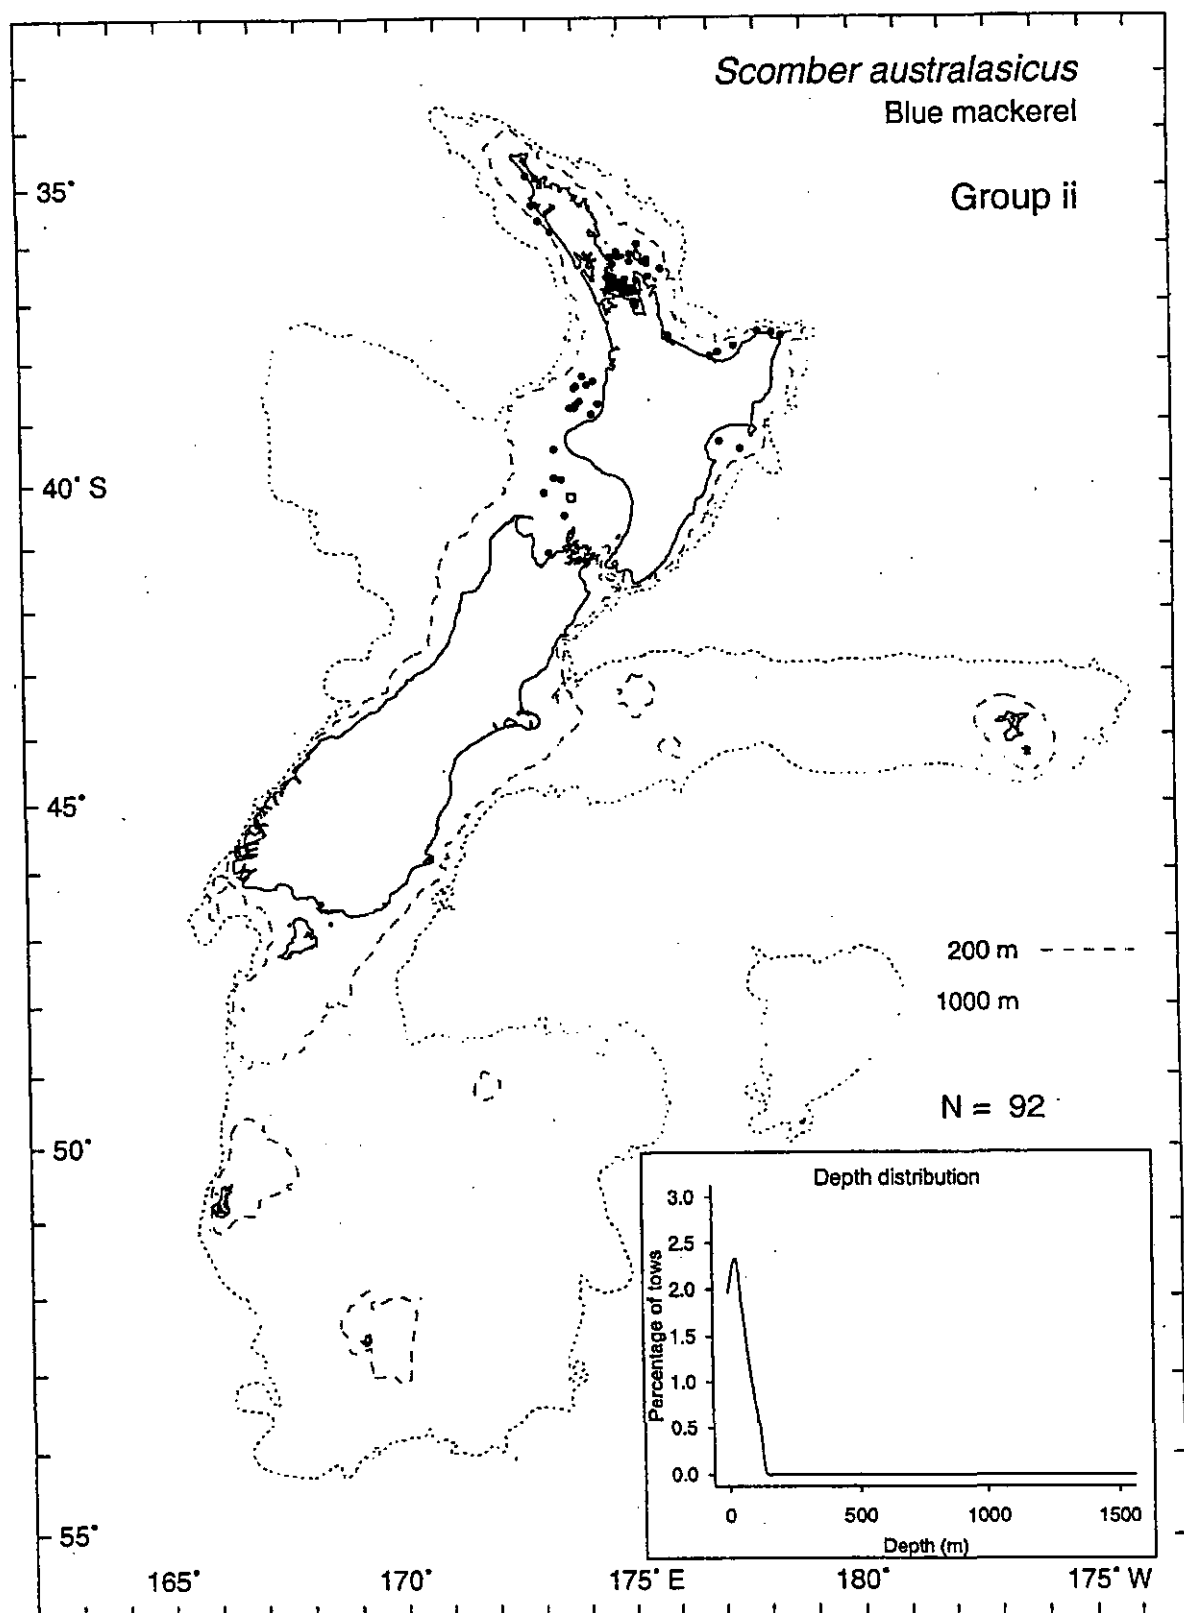 Scomber australasicus
Blue mackerel
Group ii
35°
40° S
45°
50°
55°
200 m
1000 m
N = 92
Depth distribution
3.0
2.5
2.0
1.5
1.0
0.5
0.0
Percentage of tows
0 500 1000 1500
Depth (m)
165° 170° 175° E 180° 175° W